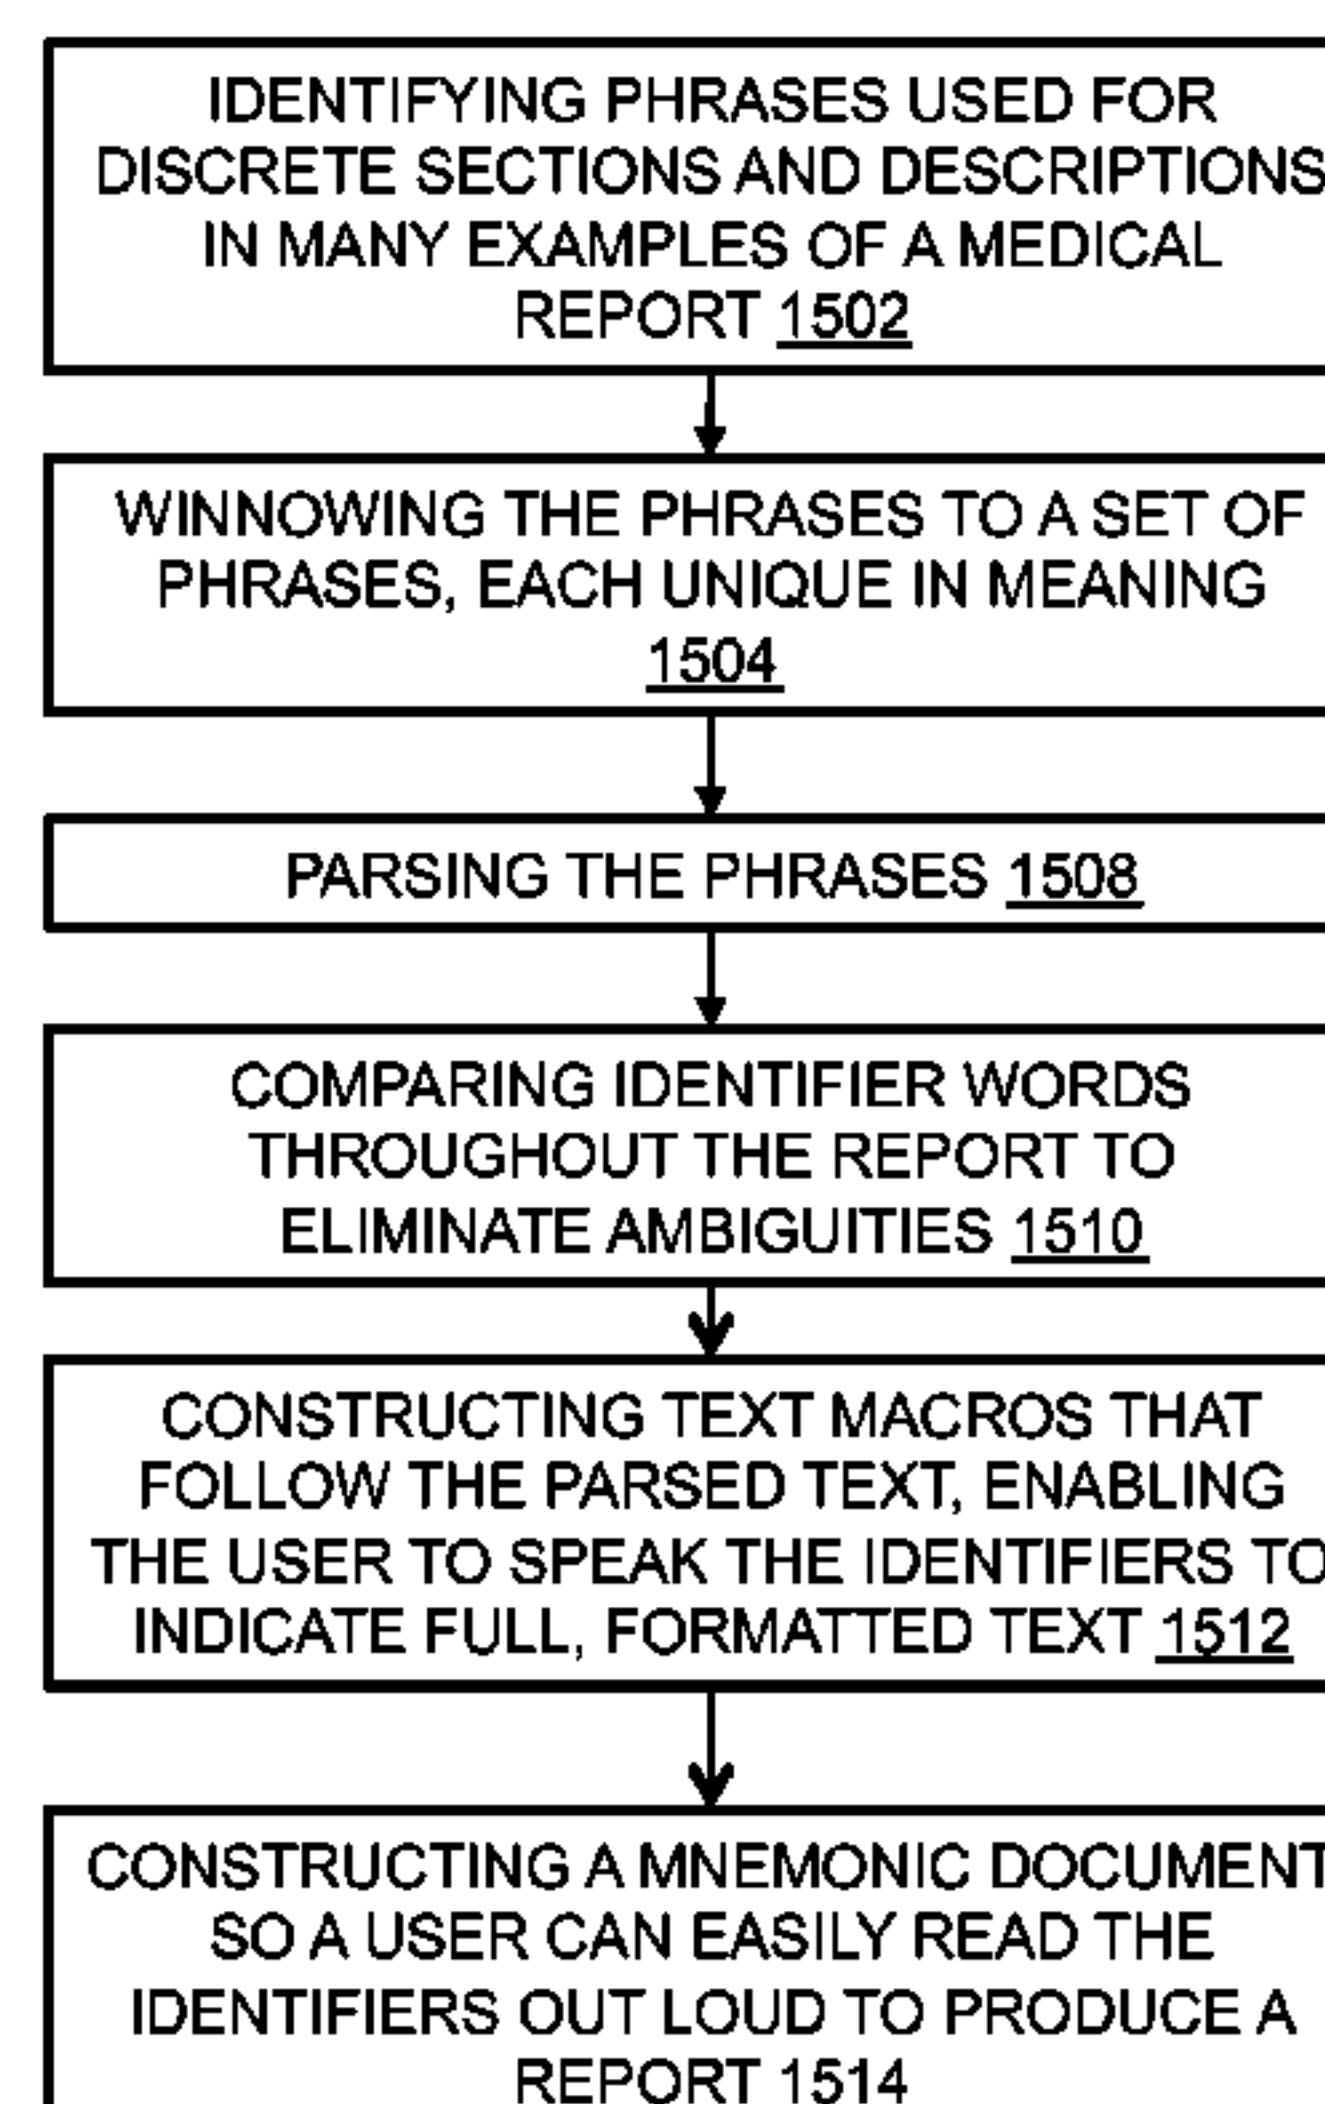 IDENTIFYING PHRASES USED FOR
DISCRETE SECTIONS AND DESCRIPTIONS
IN MANY EXAMPLES OF A MEDICAL
REPORT 1502
WINNOWING THE PHRASES TO A SET OF
PHRASES, EACH UNIQUE IN MEANING
1504
PARSING THE PHRASES 1508
COMPARING IDENTIFIER WORDS
THROUGHOUT THE REPORT TO
ELIMINATE AMBIGUITIES 1510
CONSTRUCTING TEXT MACROS THAT
FOLLOW THE PARSED TEXT, ENABLING
THE USER TO SPEAK THE IDENTIFIERS TO
INDICATE FULL, FORMATTED TEXT 1512
CONSTRUCTING A MNEMONIC DOCUMENT
SO A USER CAN EASILY READ THE
IDENTIFIERS OUT LOUD TO PRODUCE A
REPORT 1514